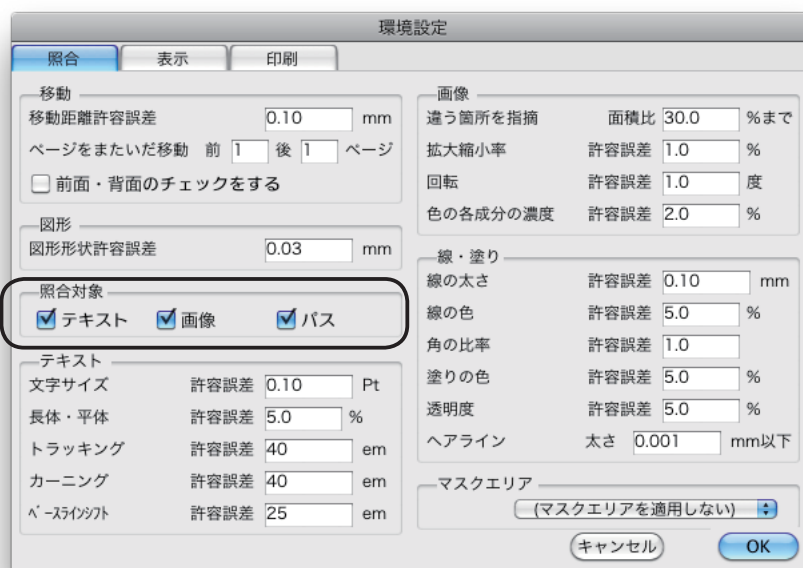 環境設定
照合 表示 印刷
移動
移動距離許容誤差 0.10 mm
ページをまたいだ移動 前 1 後 1 ページ
前面・背面のチェックをする
図形
図形形状許容誤差 0.03 mm
照合対象
テキスト 画像 パス
テキスト
文字サイズ 許容誤差 0.10 Pt
長体・平体 許容誤差 5.0 %
トラッキング 許容誤差 40 em
カーニング 許容誤差 40 em
ﾍﾞｰｽﾗｲﾝｼﾌﾄ 許容誤差 25 em
画像
違う箇所を指摘 面積比 30.0 %まで
拡大縮小率 許容誤差 1.0 %
回転 許容誤差 1.0 度
色の各成分の濃度 許容誤差 2.0 %
線・塗り
線の太さ 許容誤差 0.10 mm
線の色 許容誤差 5.0 %
角の比率 許容誤差 1.0
塗りの色 許容誤差 5.0 %
透明度 許容誤差 5.0 %
ヘアライン 太さ 0.001 mm以下
マスクエリア
(マスクエリアを適用しない)
キャンセル OK